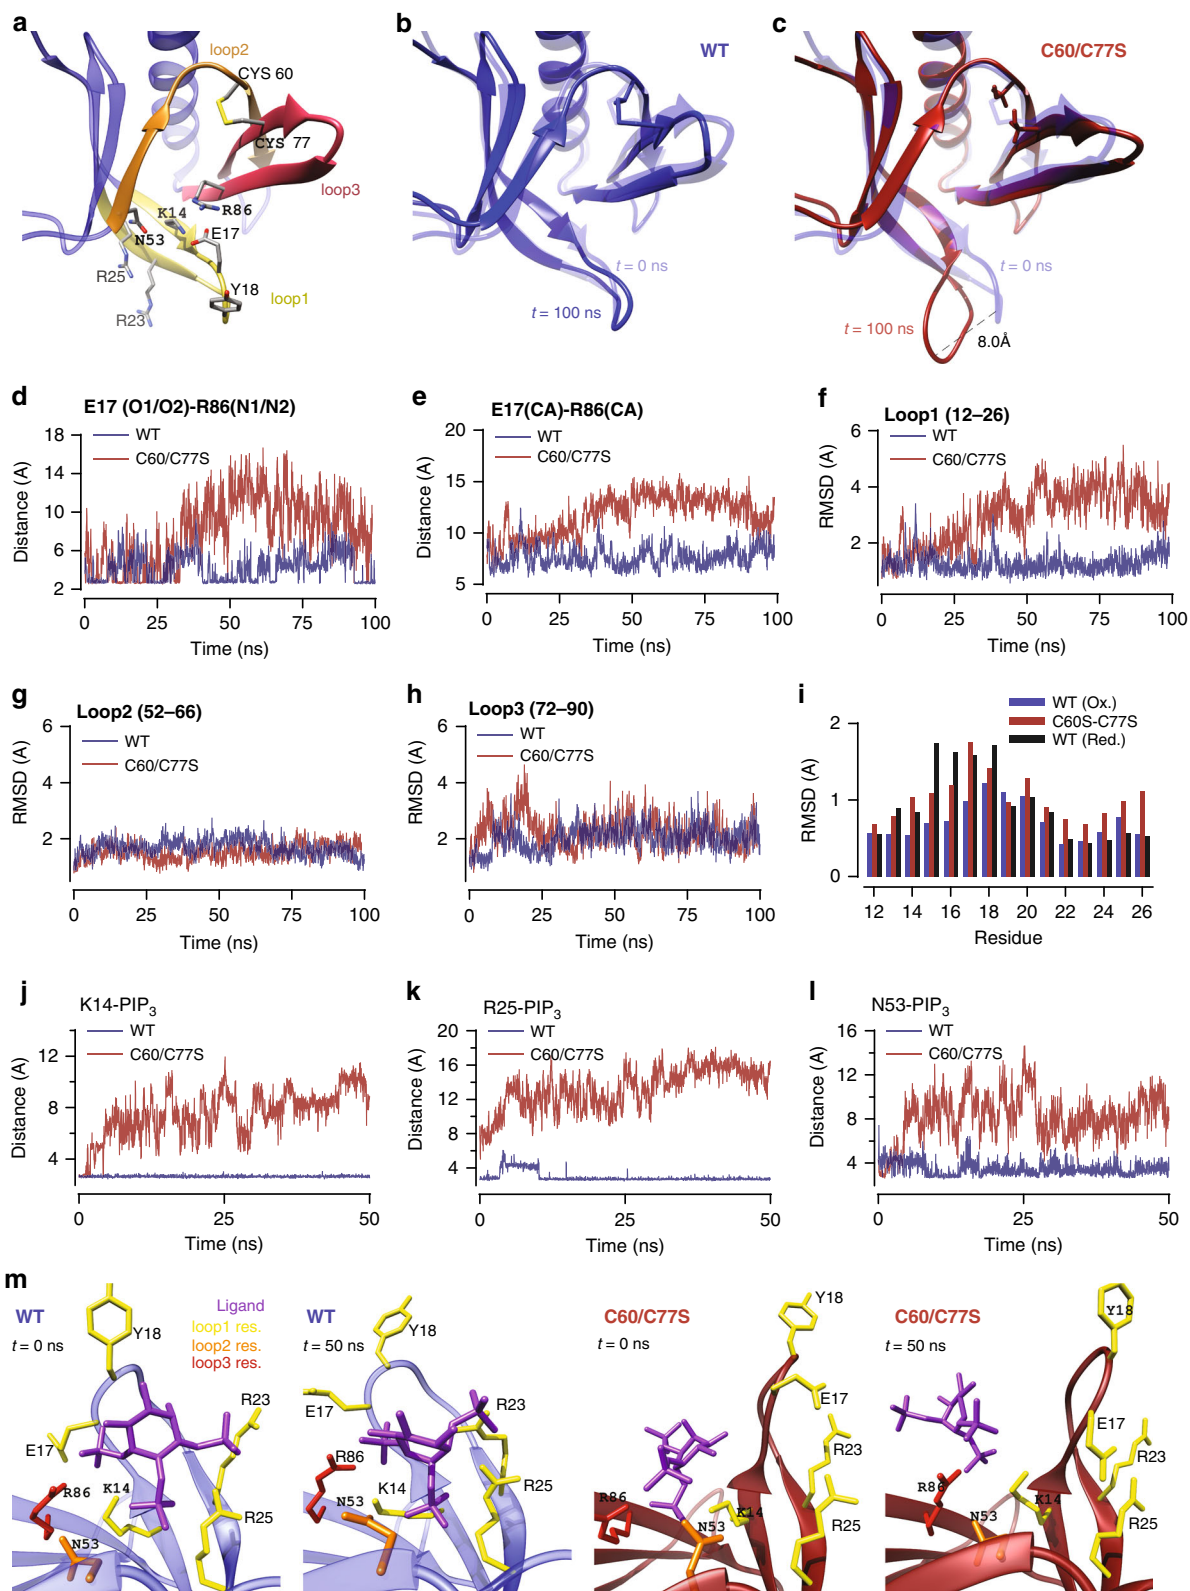 a
loop2
CYS 60
CYS 77
loop3
K14
R86
N53
E17
R25
Y18
loop1
R23
b
WT
t = 0 ns
t = 100 ns
c
C60/C77S
t = 0 ns
t = 100 ns
8.0Å
d
E17 (O1/O2)-R86(N1/N2)
WT
C60/C77S
Distance (A)
18
14
10
6
2
0
25
50
75
100
Time (ns)
e
E17(CA)-R86(CA)
WT
C60/C77S
Distance (A)
20
15
10
5
0
25
50
75
100
Time (ns)
f
Loop1 (12–26)
WT
C60/C77S
RMSD (A)
6
4
2
0
25
50
75
100
Time (ns)
g
Loop2 (52–66)
WT
C60/C77S
RMSD (A)
6
4
2
0
25
50
75
100
Time (ns)
h
Loop3 (72–90)
WT
C60/C77S
RMSD (A)
6
4
2
0
25
50
75
100
Time (ns)
i
WT (Ox.)
C60S-C77S
WT (Red.)
RMSD (A)
2
1
0
12
14
16
18
20
22
24
26
Residue
j
K14-PIP3
WT
C60/C77S
Distance (A)
12
8
4
0
25
50
Time (ns)
k
R25-PIP3
WT
C60/C77S
Distance (A)
20
16
12
8
4
0
25
50
Time (ns)
l
N53-PIP3
WT
C60/C77S
Distance (A)
16
12
8
4
0
25
50
Time (ns)
m
WT
t = 0 ns
Ligand
loop1 res.
loop2 res.
loop3 res.
Y18
R23
E17
R86
K14
N53
R25
WT
t = 50 ns
Y18
E17
R23
R86
R25
K14
N53
C60/C77S
t = 0 ns
Y18
E17
R23
R86
K14
N53
R25
C60/C77S
t = 50 ns
Y18
E17
R23
R86
K14
N53
R25